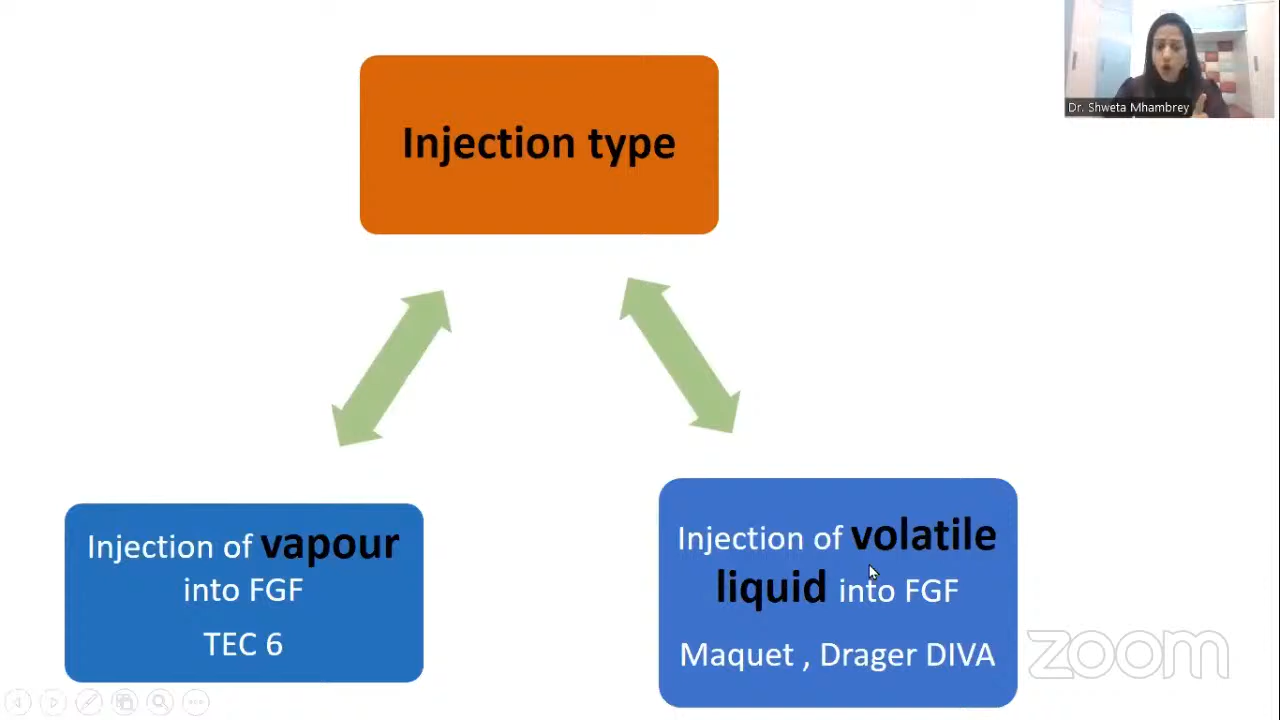 Dr. Shweta Mhambrey
Injection type
Injection of vapour
into FGF
TEC 6
Injection of volatile
liquid into FGF
Maquet , Drager DIVA
zoom